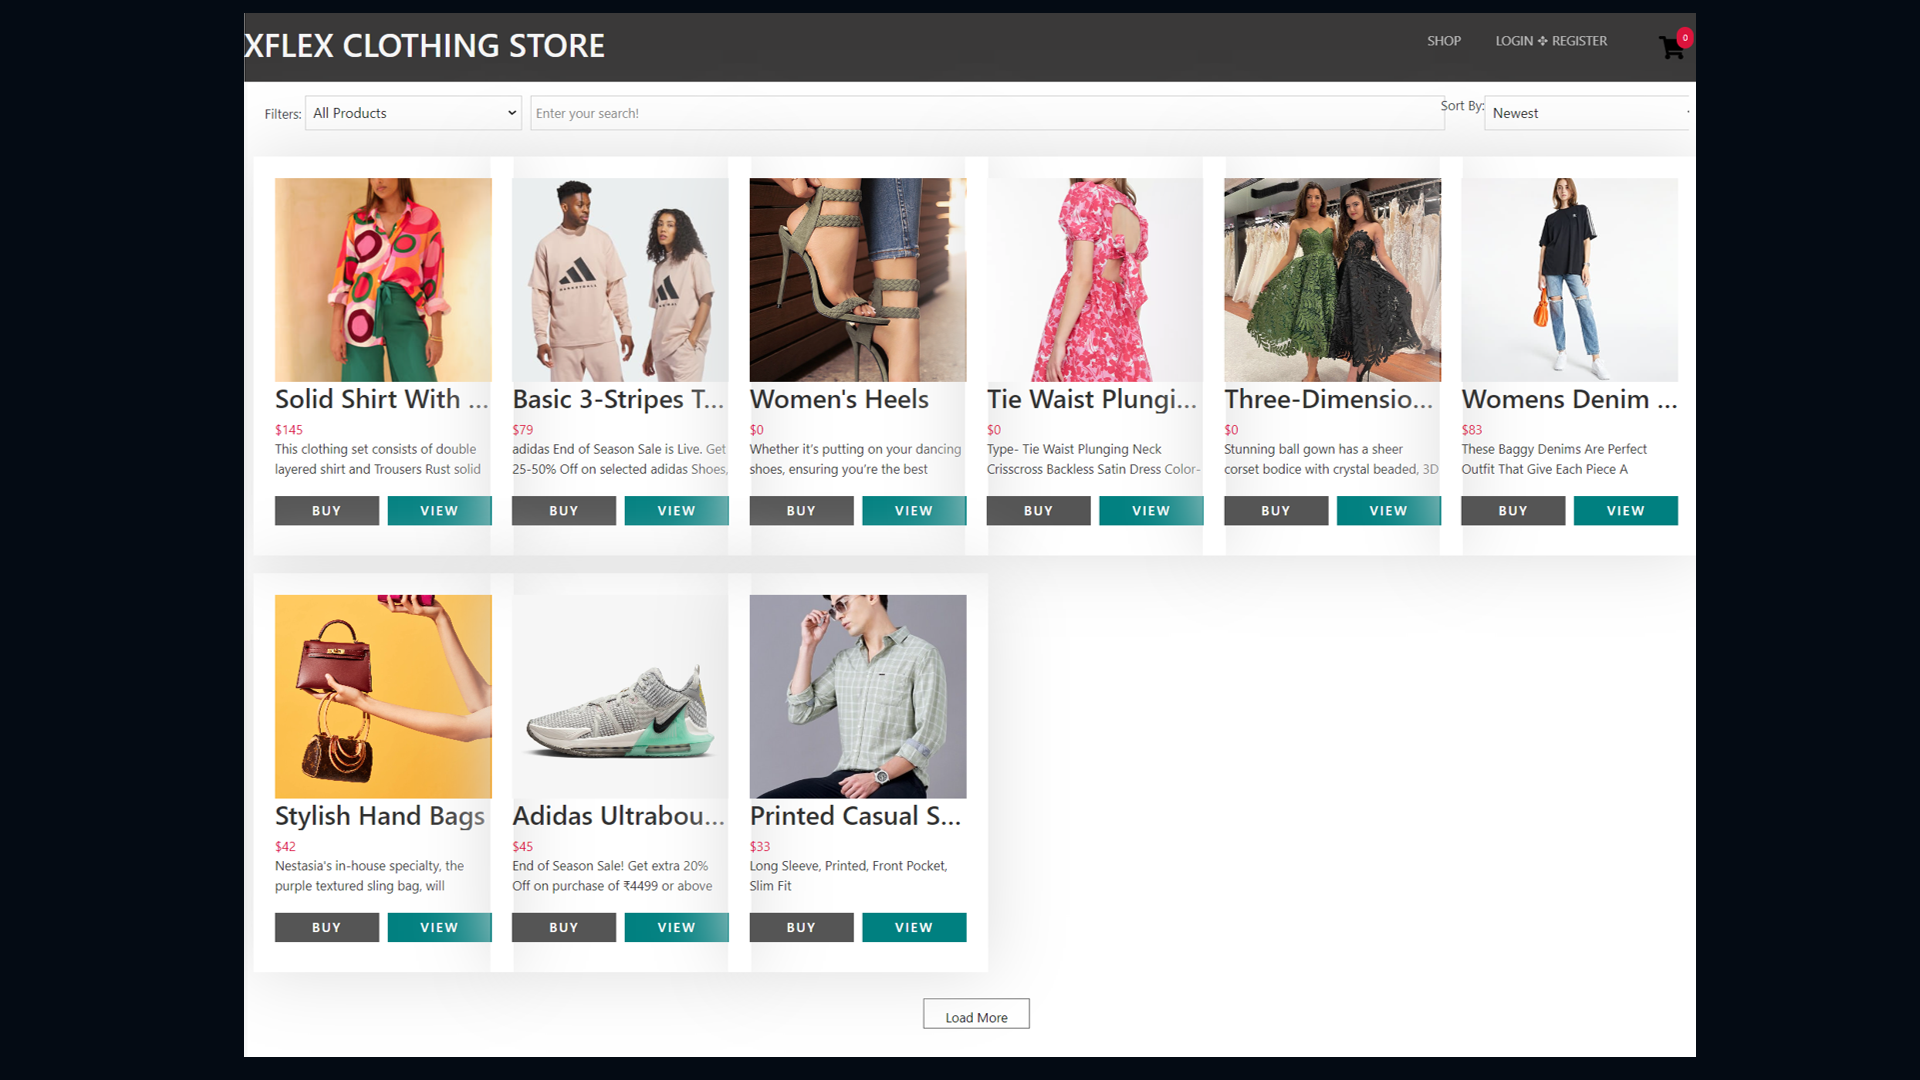 XFLEX CLOTHING STORE
SHOP
LOGIN ✣ REGISTER
0
Filters:
All Products
Enter your search!
Sort By:
Newest
Solid Shirt With ...
$145
This clothing set consists of double
layered shirt and Trousers Rust solid
BUY
VIEW
Basic 3-Stripes T...
$79
adidas End of Season Sale is Live. Get
25-50% Off on selected adidas Shoes,
BUY
VIEW
Women's Heels
$0
Whether it's putting on your dancing
shoes, ensuring you’re the best
BUY
VIEW
Tie Waist Plungi...
$0
Type- Tie Waist Plunging Neck
Crisscross Backless Satin Dress Color-
BUY
VIEW
Three-Dimensio...
$0
Stunning ball gown has a sheer
corset bodice with crystal beaded, 3D
BUY
VIEW
Womens Denim ...
$83
These Baggy Denims Are Perfect
Outfit That Give Each Piece A
BUY
VIEW
Stylish Hand Bags
$42
Nestasia's in-house specialty, the
purple textured sling bag, will
BUY
VIEW
Adidas Ultrabou...
$45
End of Season Sale! Get extra 20%
Off on purchase of ₹4499 or above
BUY
VIEW
Printed Casual S...
$33
Long Sleeve, Printed, Front Pocket,
Slim Fit
BUY
VIEW
Load More